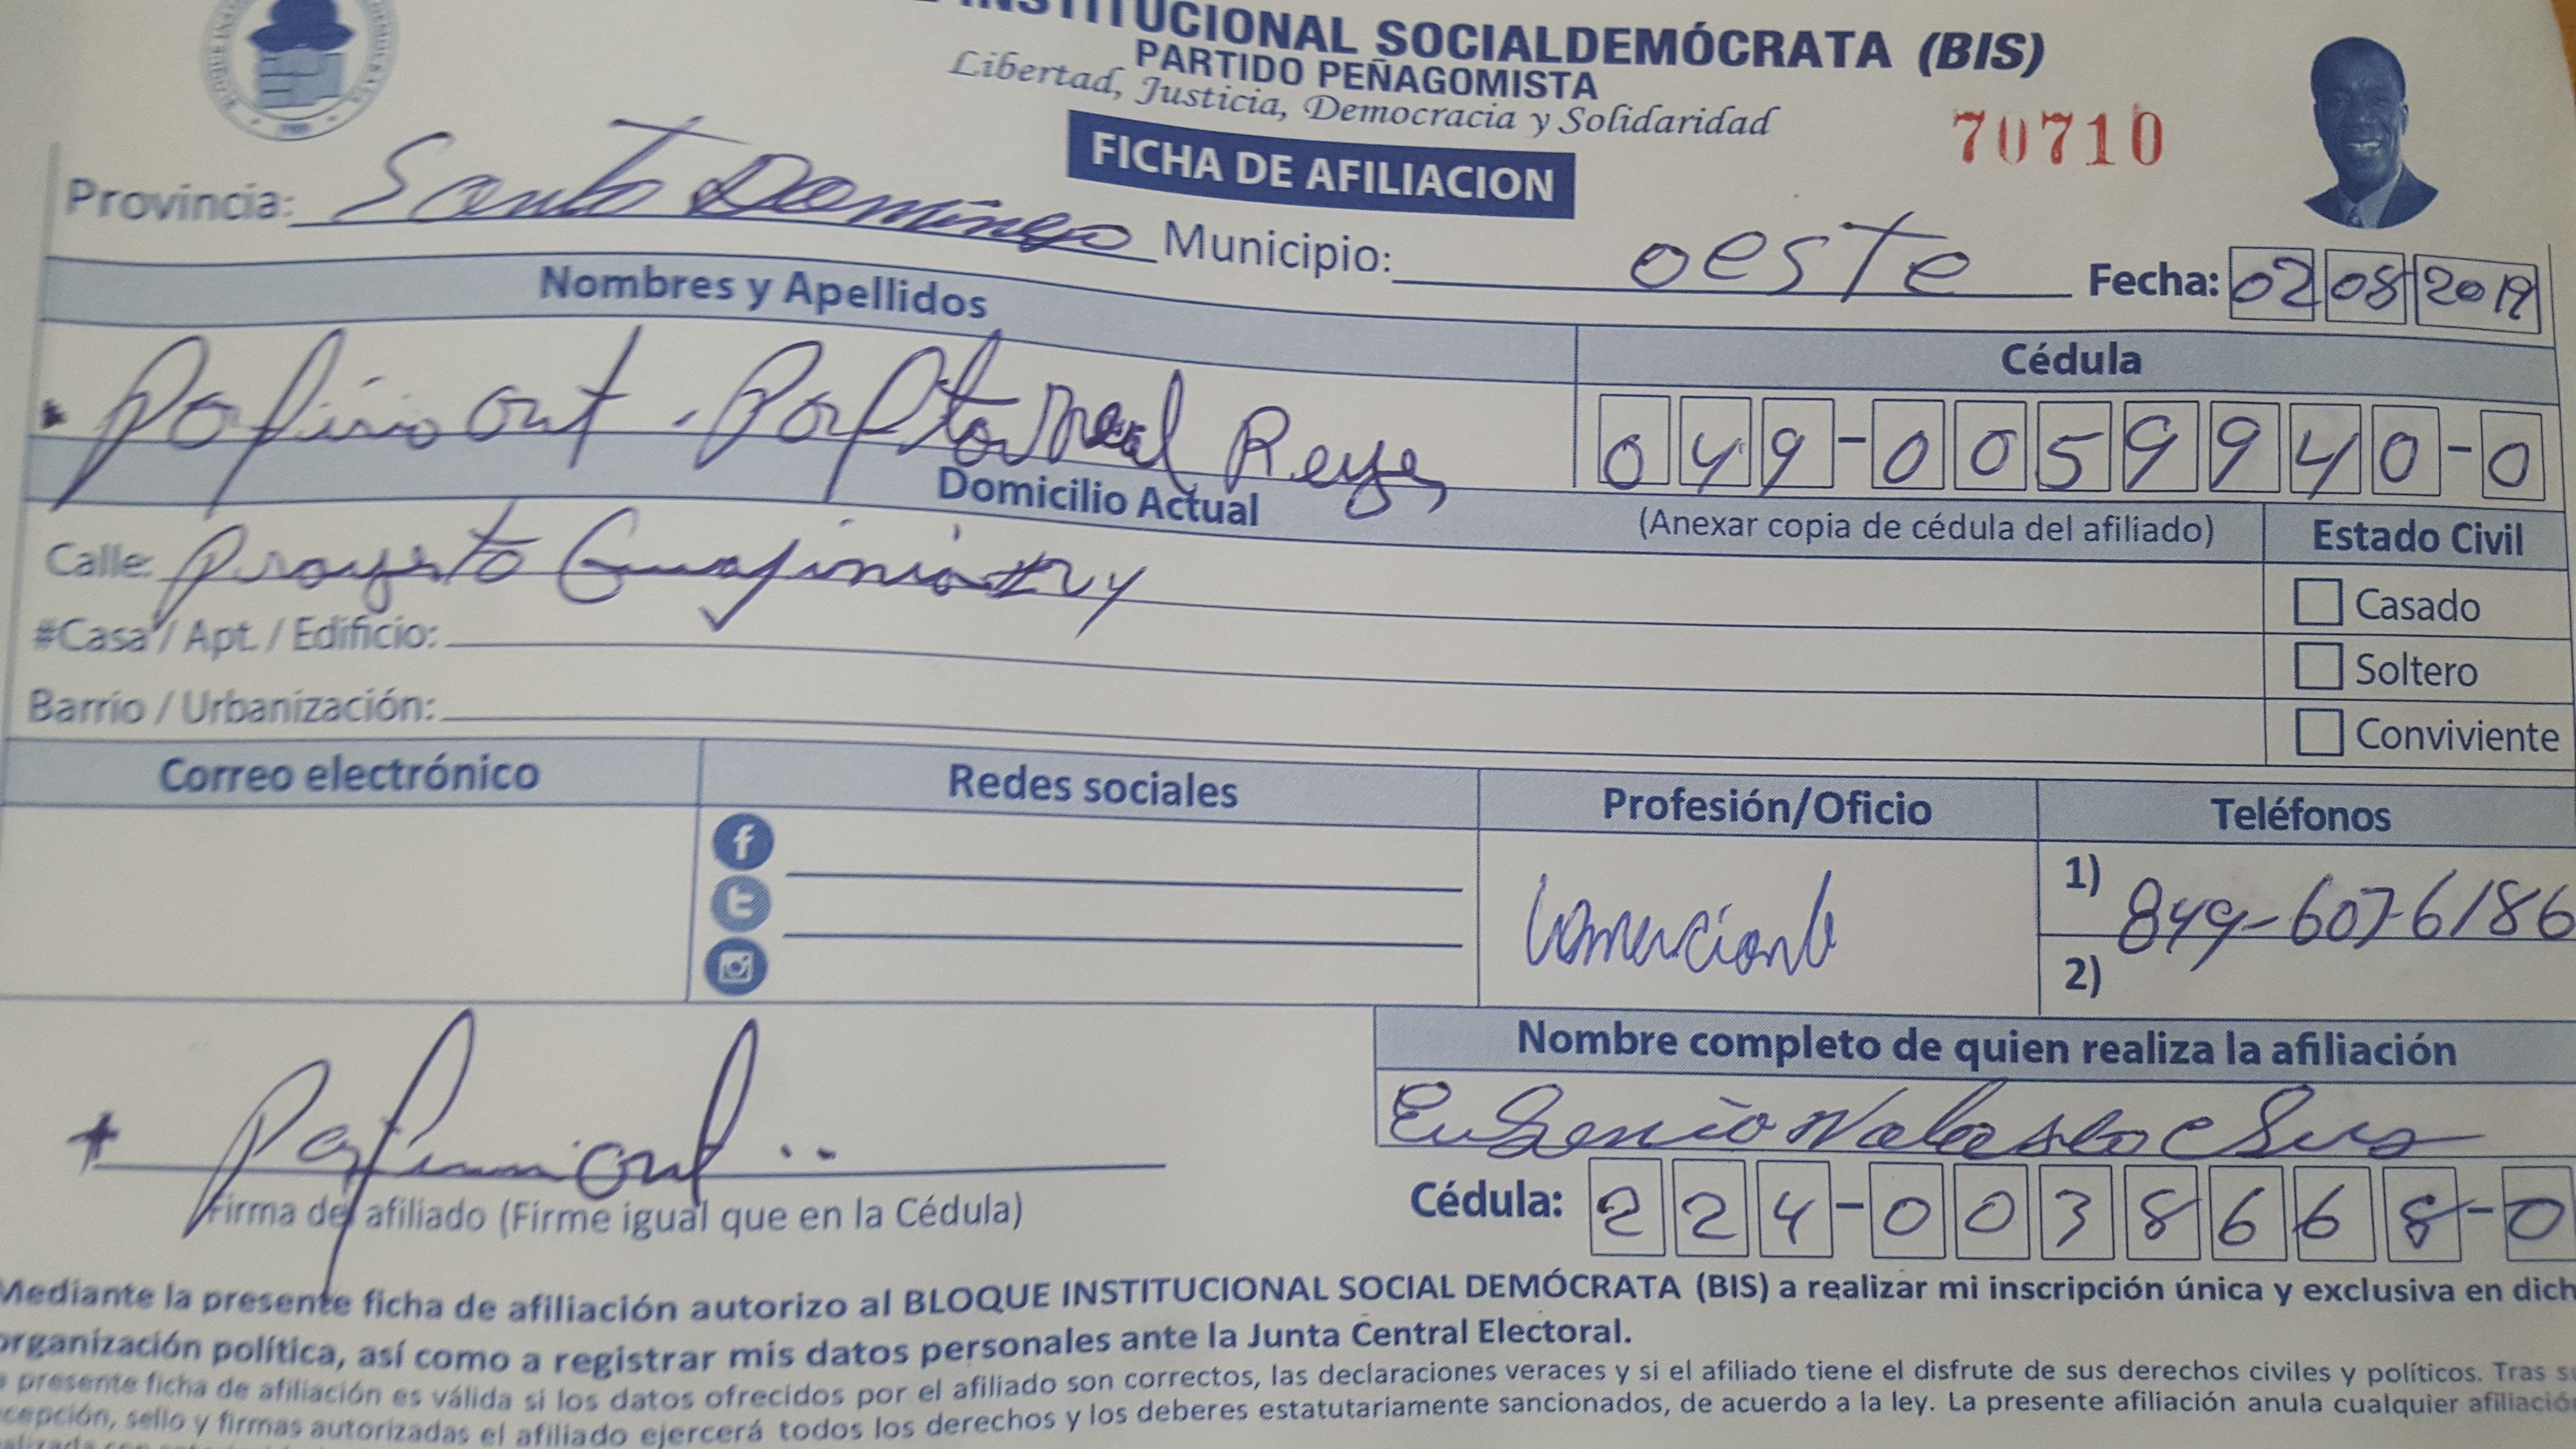 INSTITUCIONAL SOCIALDEMÓCRATA (BIS)
PARTIDO PEÑAGOMISTA
Libertad, Justicia, Democracia y Solidaridad
70710
FICHA DE AFILIACION
Provincia: Santo Domingo Municipio: oeste Fecha: 02 08 2019
Nombres y Apellidos
Cédula
Reyes
049-0059940-0
Domicilio Actual
(Anexar copia de cédula del afiliado) Estado Civil
Calle: Proyecto
Casado
#Casa / Apt. / Edificio:
Soltero
Barrio / Urbanización:
Conviviente
Correo electrónico Redes sociales Profesión/Oficio Teléfonos
Comerciante
1) 849-607-6186
2)
Nombre completo de quien realiza la afiliación
Eugenio
Firma del afiliado (Firme igual que en la Cédula)
Cédula: 224-0038668-0
Mediante la presente ficha de afiliación autorizo al BLOQUE INSTITUCIONAL SOCIAL DEMÓCRATA (BIS) a realizar mi inscripción única y exclusiva en dich
organización política, así como a registrar mis datos personales ante la Junta Central Electoral.
presente ficha de afiliación es válida si los datos ofrecidos por el afiliado son correctos, las declaraciones veraces y si el afiliado tiene el disfrute de sus derechos civiles y políticos. Tras su
cepción, sello y firmas autorizadas el afiliado ejercerá todos los derechos y los deberes estatutariamente sancionados, de acuerdo a la ley. La presente afiliación anula cualquier afiliación